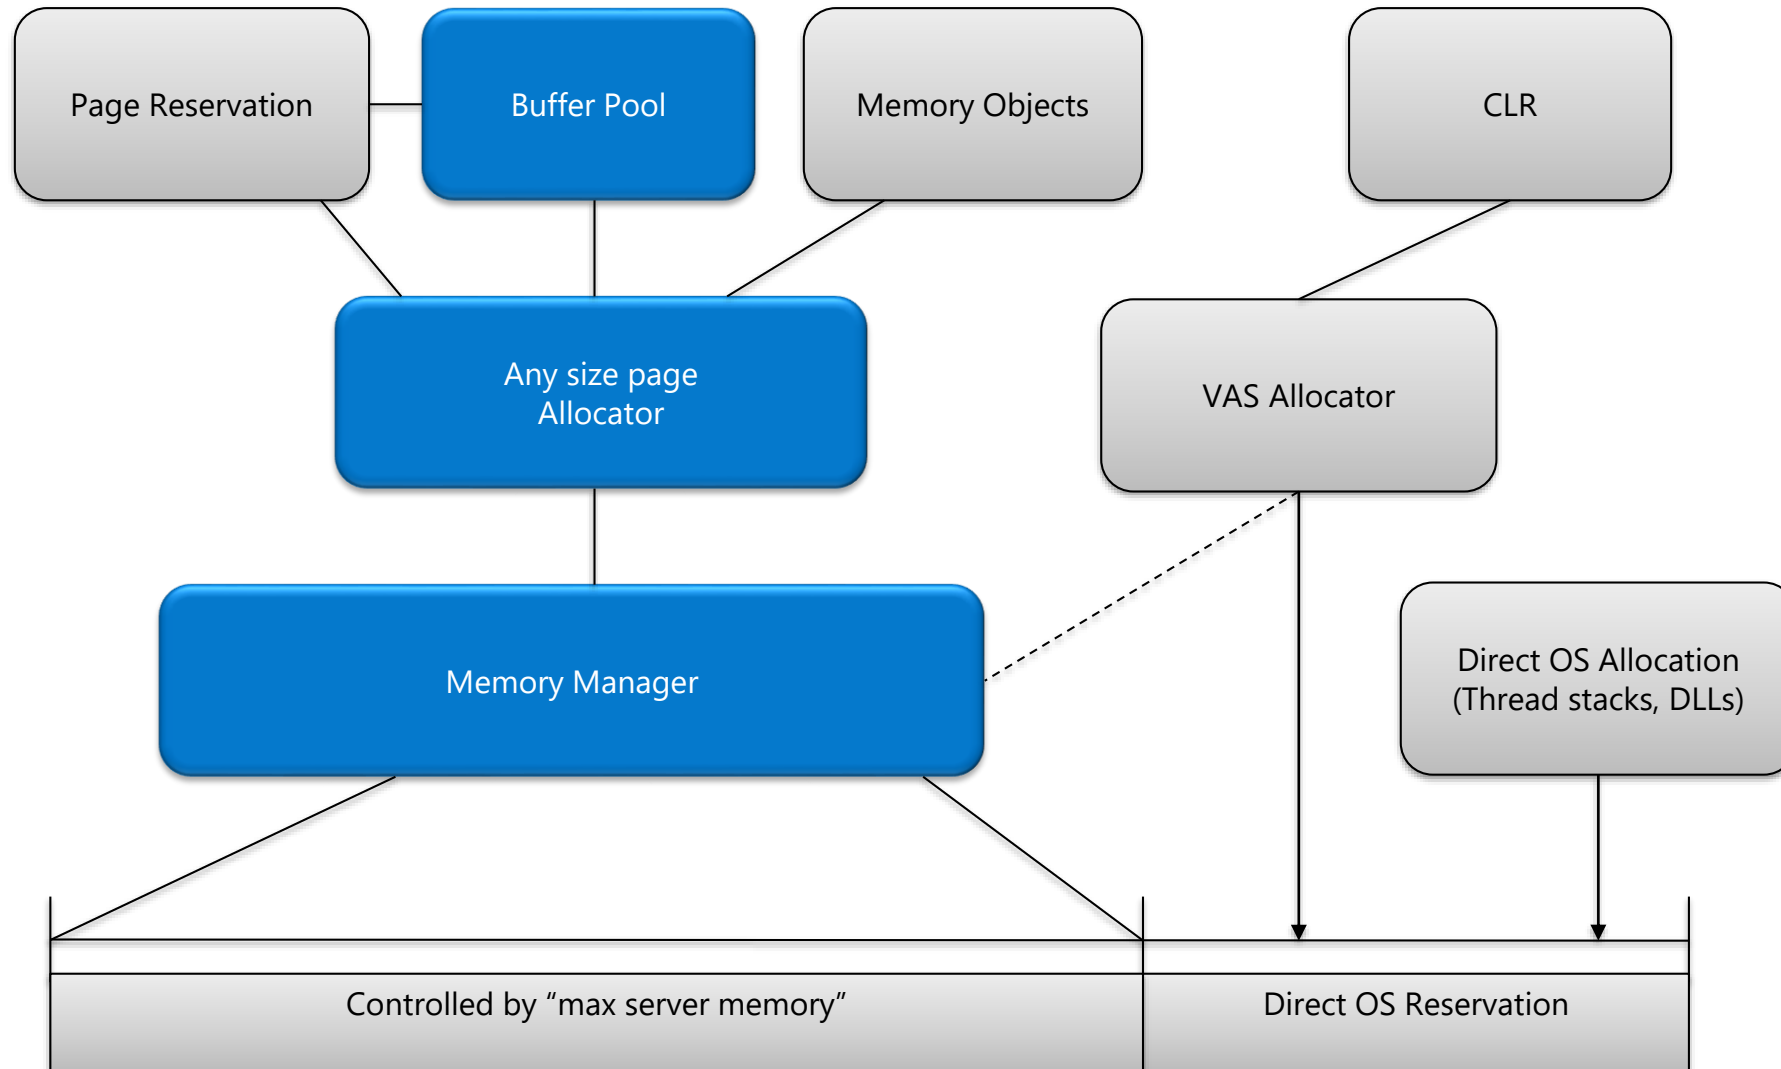 Page Reservation
Buffer Pool
Memory Objects
CLR
Any size page
Allocator
VAS Allocator
Memory Manager
Direct OS Allocation
(Thread stacks, DLLs)
Controlled by “max server memory”
Direct OS Reservation